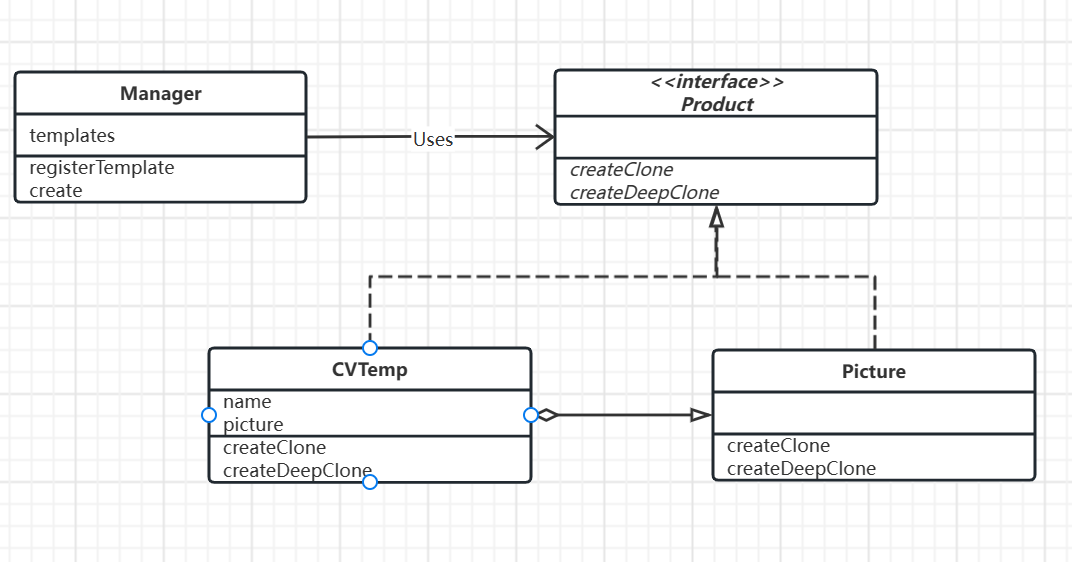 Manager
templates
registerTemplate
create
Uses
<<interface>>
Product
createClone
createDeepClone
CVTemp
name
picture
createClone
createDeepClone
Picture
createClone
createDeepClone